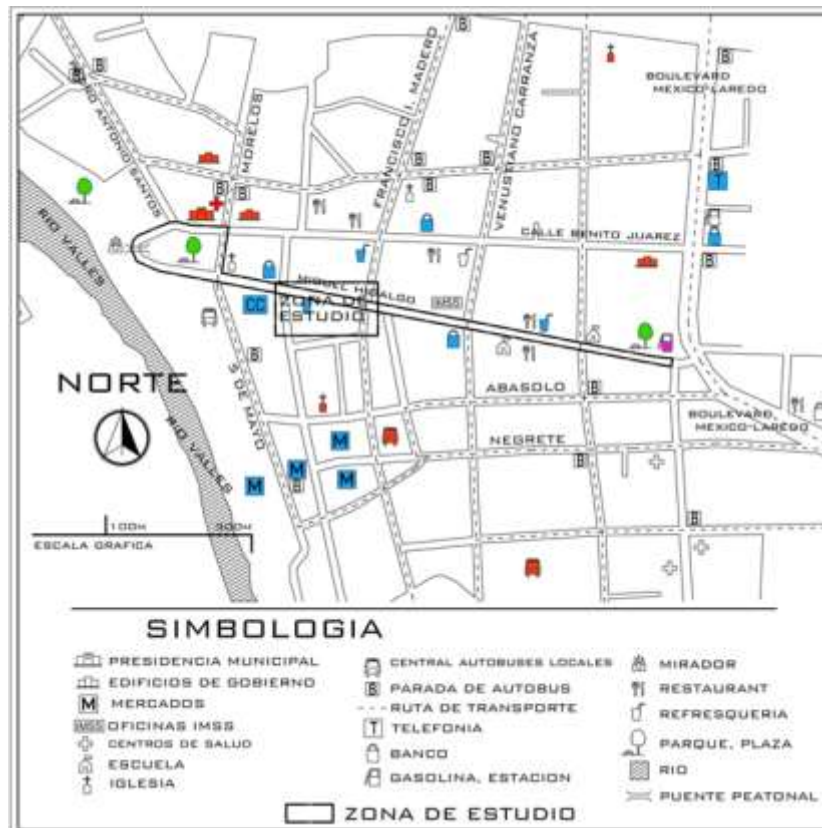 BOULEVARD
MEXICO-LAREDO
ANTONIO SANTOS
MORELOS
FRANCISCO I. MADERO
VENUSTIANO CARRANZA
RIO VALLES
CALLE BENITO JUAREZ
MIGUEL HIDALGO
IMSS
CC
ZONA DE
ESTUDIO
NORTE
5 DE MAYO
ABASOLO
BOULEVARD
MEXICO-LAREDO
NEGRETE
RIO VALLES
M
M
M
M
100M
300M
ESCALA GRAFICA
SIMBOLOGIA
PRESIDENCIA MUNICIPAL
EDIFICIOS DE GOBIERNO
M MERCADOS
IMSS OFICINAS IMSS
CENTROS DE SALUD
ESCUELA
IGLESIA
CENTRAL AUTOBUSES LOCALES
B PARADA DE AUTOBUS
RUTA DE TRANSPORTE
T TELEFONIA
BANCO
GASOLINA, ESTACION
MIRADOR
RESTAURANT
REFRESQUERIA
PARQUE, PLAZA
RIO
PUENTE PEATONAL
ZONA DE ESTUDIO